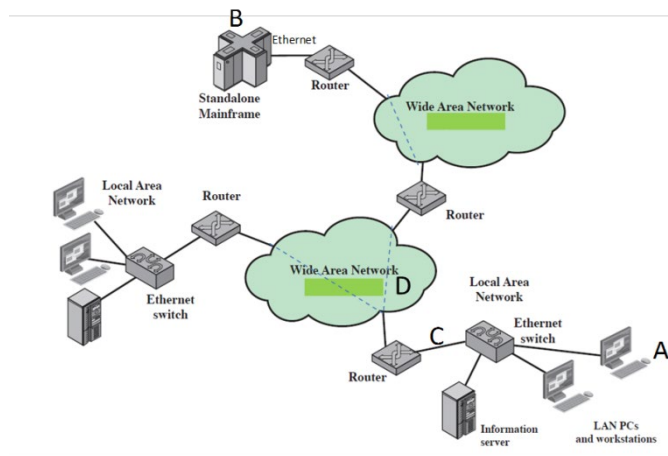 B
Ethernet
Router
Standalone
Mainframe
Wide Area Network
Router
Local Area
Network
Router
Ethernet
switch
Wide Area Network
D
Local Area
Network
C
Ethernet
switch
A
Router
Information
server
LAN PCs
and workstations